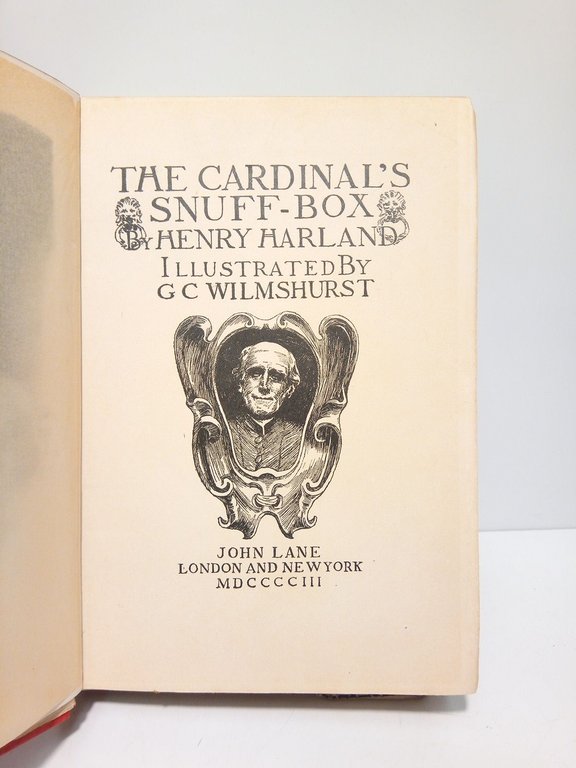 THE CARDINAL'S
SNUFF-BOX
BY HENRY HARLAND
ILLUSTRATED BY
G C WILMSHURST
JOHN LANE
LONDON AND NEW YORK
MDCCCCIII